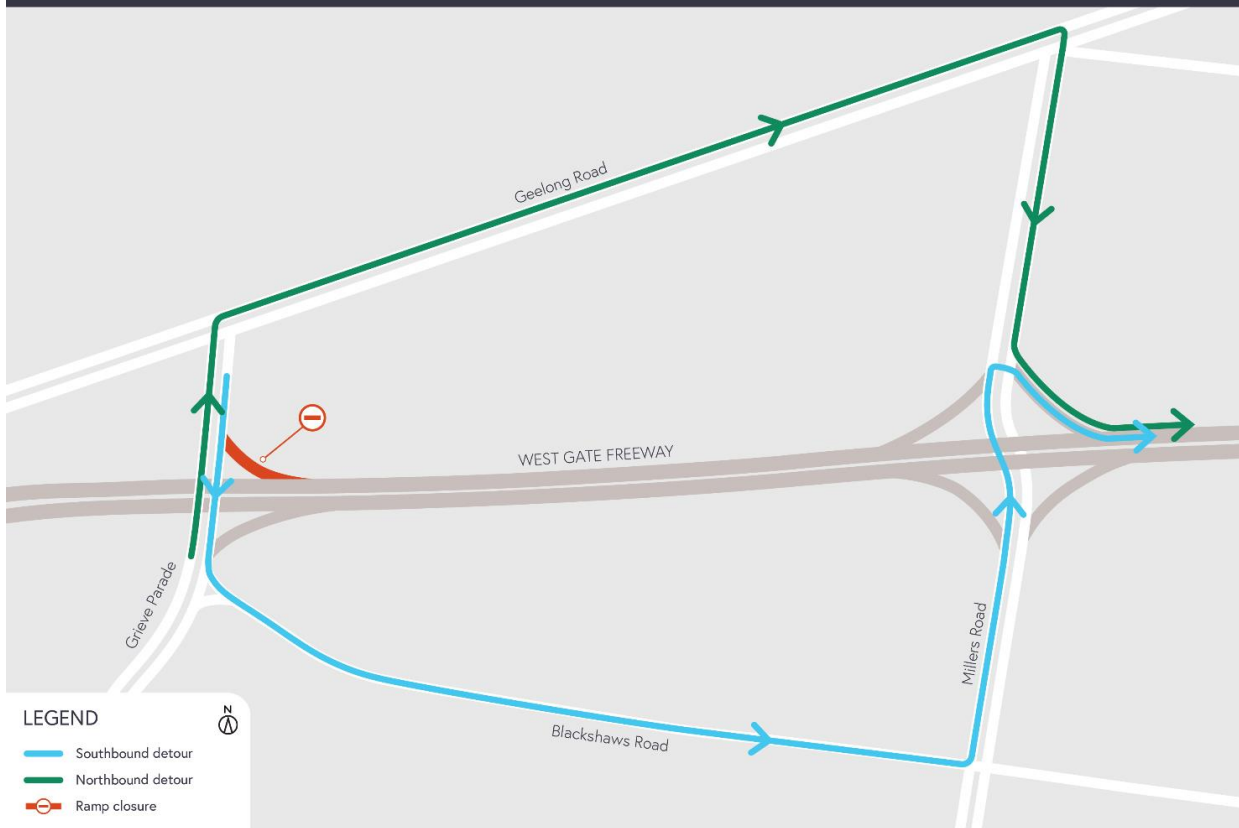 Geelong Road
WEST GATE FREEWAY
Grieve Parade
Millers Road
Blackshaws Road
LEGEND
N
Southbound detour
Northbound detour
Ramp closure